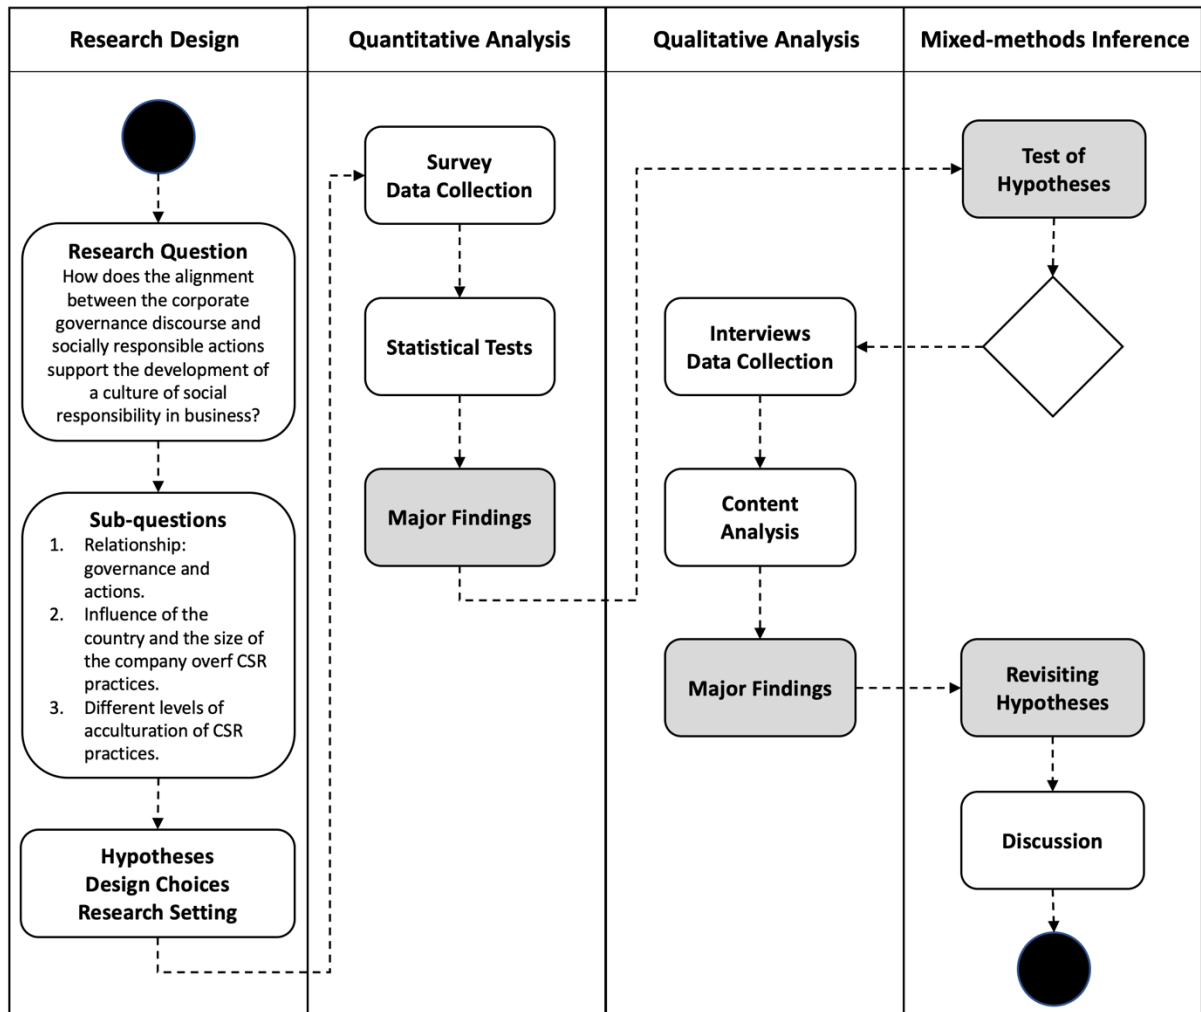 Research Design
Quantitative Analysis
Qualitative Analysis
Mixed-methods Inference
Research Question
How does the alignment
between the corporate
governance discourse and
socially responsible actions
support the development of
a culture of social
responsibility in business?
Sub-questions
1. Relationship:
governance and
actions.
2. Influence of the
country and the size of
the company overf CSR
practices.
3. Different levels of
acculturation of CSR
practices.
Hypotheses
Design Choices
Research Setting
Survey
Data Collection
Statistical Tests
Major Findings
Interviews
Data Collection
Content
Analysis
Major Findings
Test of
Hypotheses
Revisiting
Hypotheses
Discussion